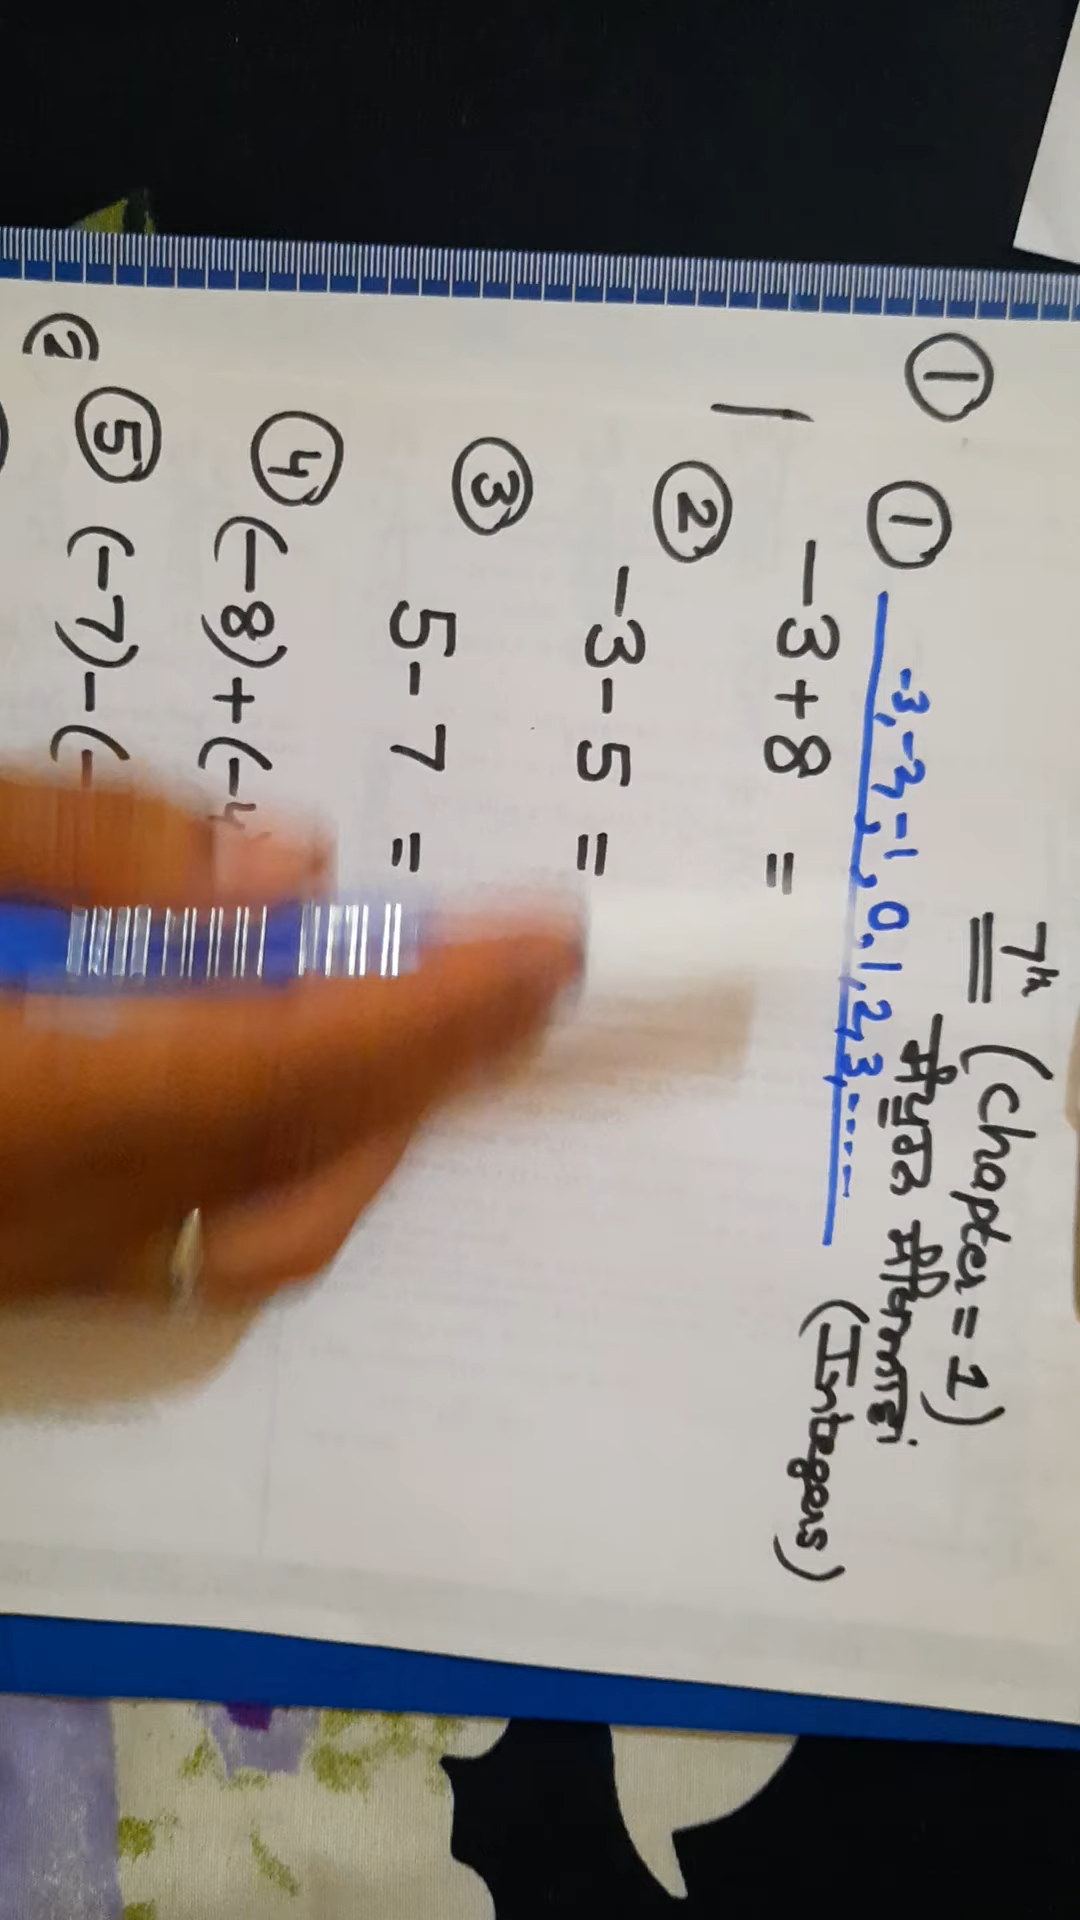 7th (Chapter = 1)
(Integers)
-3, -2, -1, 0, 1, 2, 3, ----
① ① -3 + 8 =
② -3 - 5 =
③ 5 - 7 =
④ (-8) + (-4
⑤ (-7) - (-
②